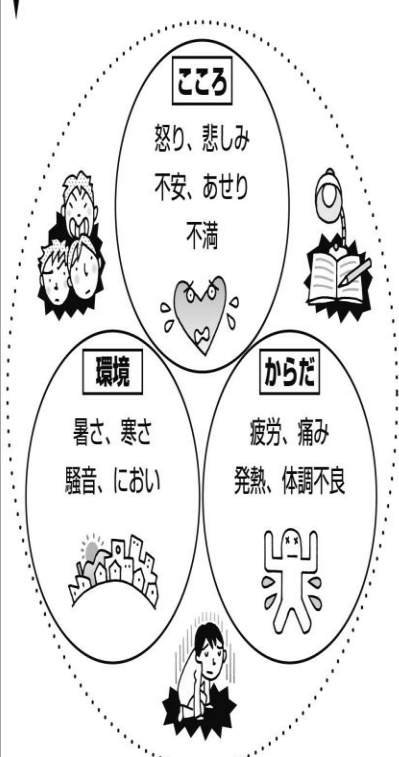 こころ
怒り、悲しみ
不安、あせり
不満
環境
暑さ、寒さ
騒音、におい
からだ
疲労、痛み
発熱、体調不良